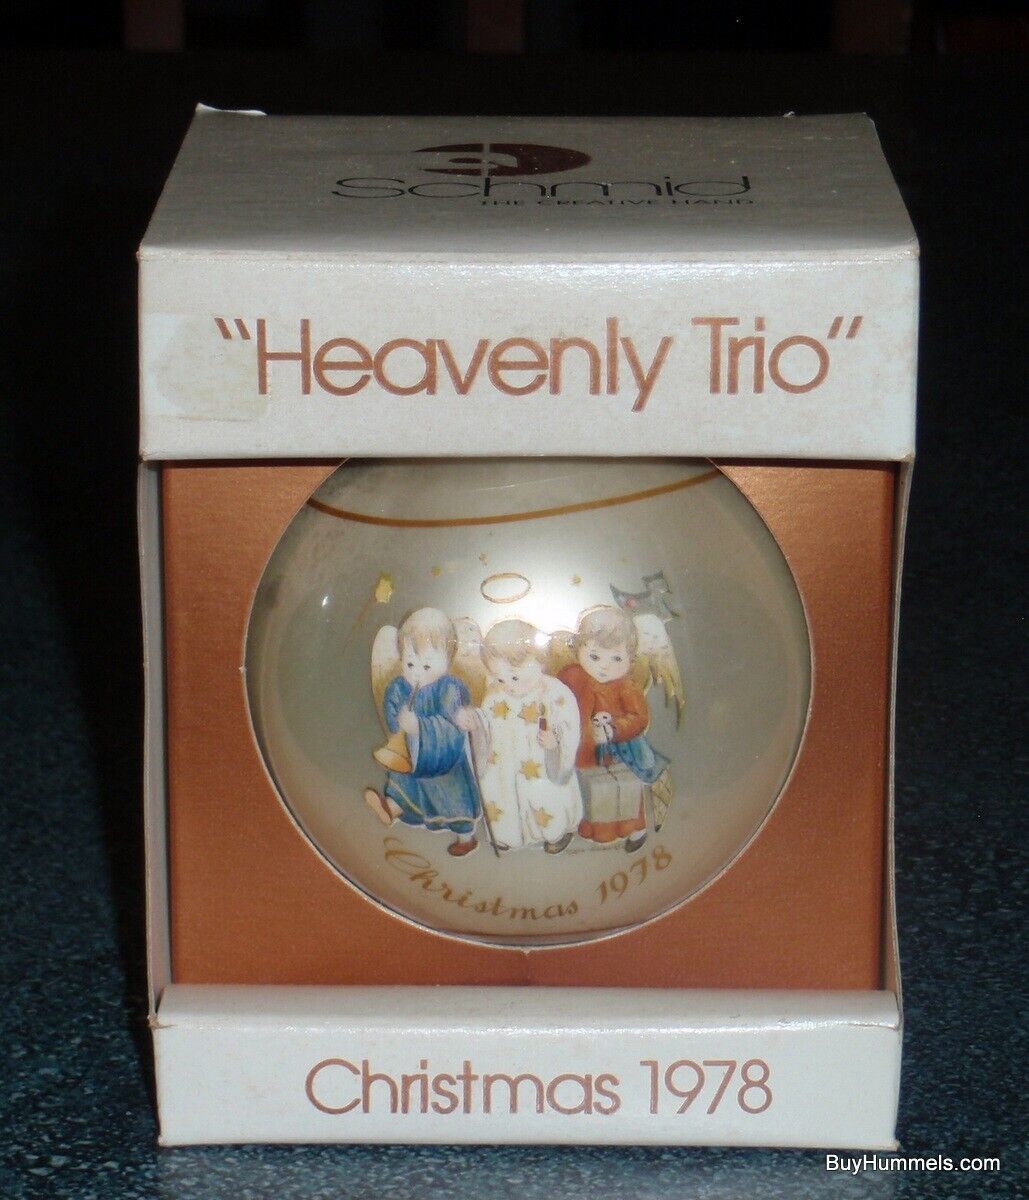 Schmid
THE CREATIVE HAND
"Heavenly Trio"
Christmas 1978
Christmas 1978
BuyHummels.com